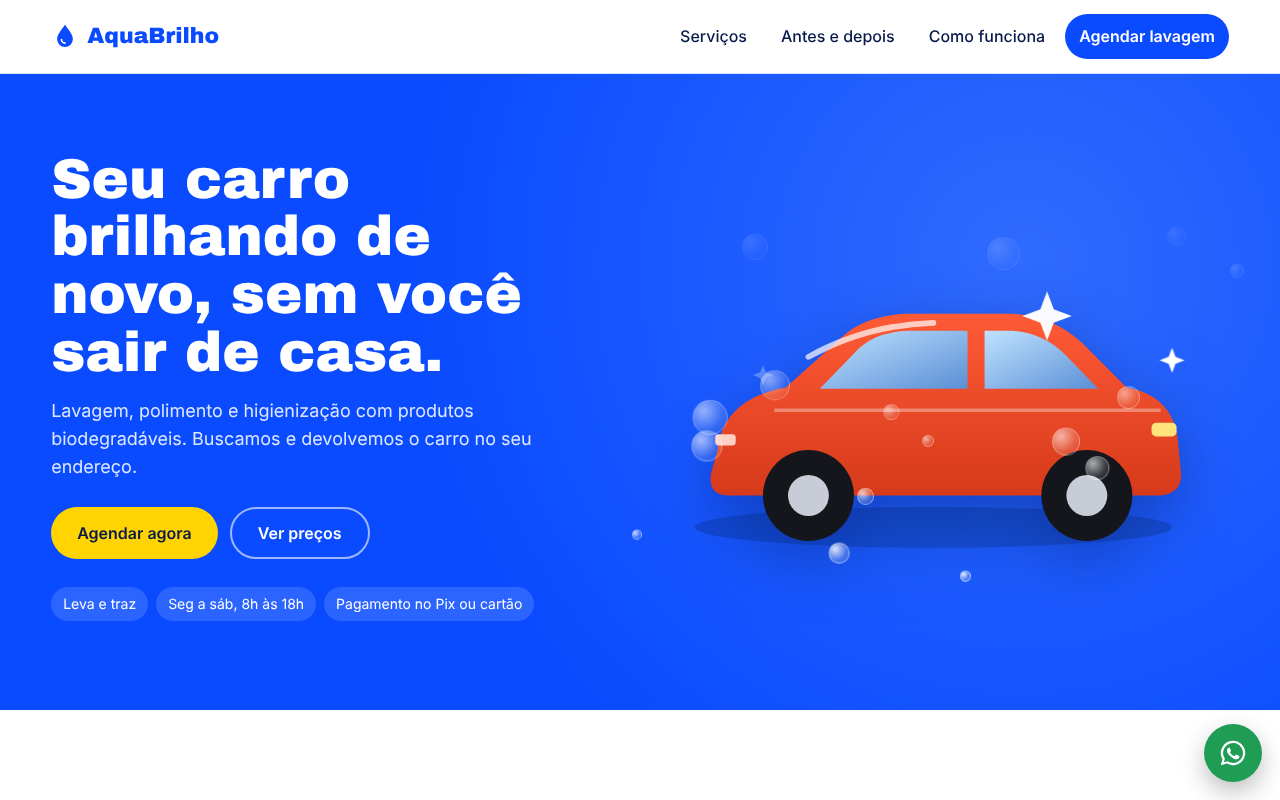 AquaBrilho
Serviços
Antes e depois
Como funciona
Agendar lavagem
Seu carro
brilhando de
novo, sem você
sair de casa.
Lavagem, polimento e higienização com produtos
biodegradáveis. Buscamos e devolvemos o carro no seu
endereço.
Agendar agora
Ver preços
Leva e traz
Seg a sáb, 8h às 18h
Pagamento no Pix ou cartão